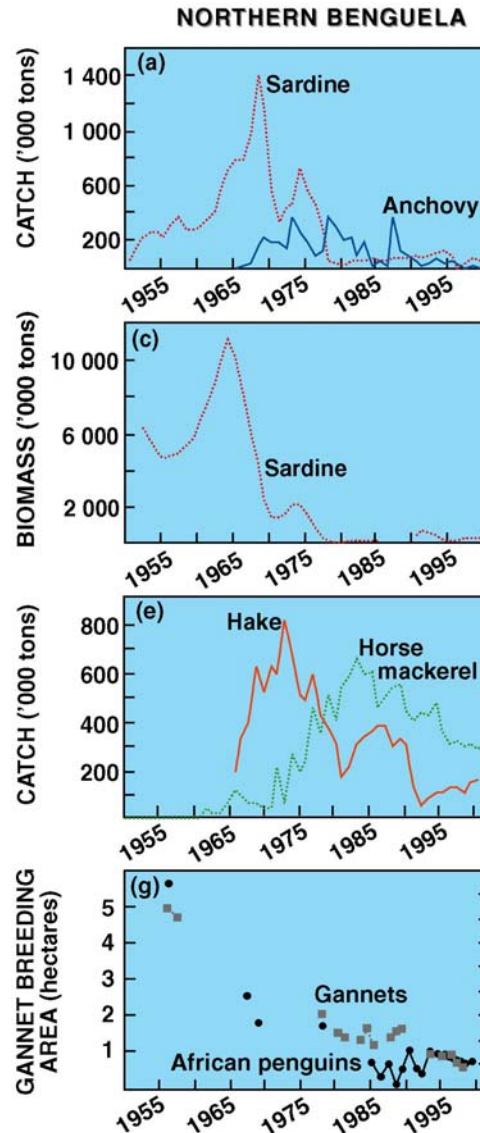 NORTHERN BENGUELA
(a)
CATCH ('000 tons)
1 400
1 000
600
200
Sardine
Anchovy
1955
1965
1975
1985
1995
(c)
BIOMASS ('000 tons)
10 000
6 000
2 000
Sardine
1955
1965
1975
1985
1995
(e)
CATCH ('000 tons)
800
600
400
200
Hake
Horse
mackerel
1955
1965
1975
1985
1995
(g)
GANNET BREEDING
AREA (hectares)
5
4
3
2
1
Gannets
African penguins
1955
1965
1975
1985
1995